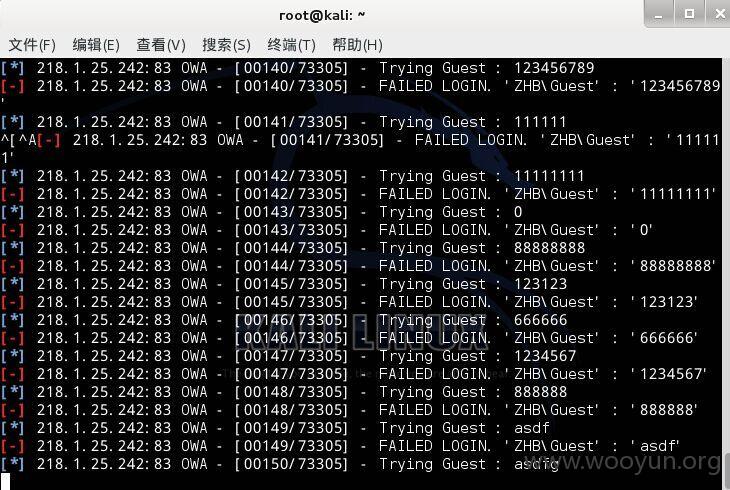 root@kali: ~
文件(F) 编辑(E) 查看(V) 搜索(S) 终端(T) 帮助(H)
[*] 218.1.25.242:83 OWA - [00140/73305] - Trying Guest : 123456789
[-] 218.1.25.242:83 OWA - [00140/73305] - FAILED LOGIN. 'ZHB\Guest' : '123456789
'
[*] 218.1.25.242:83 OWA - [00141/73305] - Trying Guest : 111111
^[^A[-] 218.1.25.242:83 OWA - [00141/73305] - FAILED LOGIN. 'ZHB\Guest' : '11111
1'
[*] 218.1.25.242:83 OWA - [00142/73305] - Trying Guest : 11111111
[-] 218.1.25.242:83 OWA - [00142/73305] - FAILED LOGIN. 'ZHB\Guest' : '11111111'
[*] 218.1.25.242:83 OWA - [00143/73305] - Trying Guest : 0
[-] 218.1.25.242:83 OWA - [00143/73305] - FAILED LOGIN. 'ZHB\Guest' : '0'
[*] 218.1.25.242:83 OWA - [00144/73305] - Trying Guest : 88888888
[-] 218.1.25.242:83 OWA - [00144/73305] - FAILED LOGIN. 'ZHB\Guest' : '88888888'
[*] 218.1.25.242:83 OWA - [00145/73305] - Trying Guest : 123123
[-] 218.1.25.242:83 OWA - [00145/73305] - FAILED LOGIN. 'ZHB\Guest' : '123123'
[*] 218.1.25.242:83 OWA - [00146/73305] - Trying Guest : 666666
[-] 218.1.25.242:83 OWA - [00146/73305] - FAILED LOGIN. 'ZHB\Guest' : '666666'
KALI LINUX
[*] 218.1.25.242:83 OWA - [00147/73305] - Trying Guest : 1234567
[-] 218.1.25.242:83 OWA - [00147/73305] - FAILED LOGIN. 'ZHB\Guest' : '1234567'
[*] 218.1.25.242:83 OWA - [00148/73305] - Trying Guest : 888888
[-] 218.1.25.242:83 OWA - [00148/73305] - FAILED LOGIN. 'ZHB\Guest' : '888888'
[*] 218.1.25.242:83 OWA - [00149/73305] - Trying Guest : asdf
[-] 218.1.25.242:83 OWA - [00149/73305] - FAILED LOGIN. 'ZHB\Guest' : 'asdf'
[*] 218.1.25.242:83 OWA - [00150/73305] - Trying Guest : asdfg
www.wooyun.org